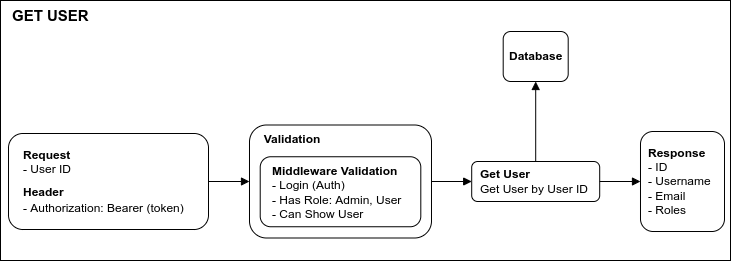 GET USER
Database
Request
- User ID
Header
- Authorization: Bearer (token)
Validation
Middleware Validation
- Login (Auth)
- Has Role: Admin, User
- Can Show User
Get User
Get User by User ID
Response
- ID
- Username
- Email
- Roles